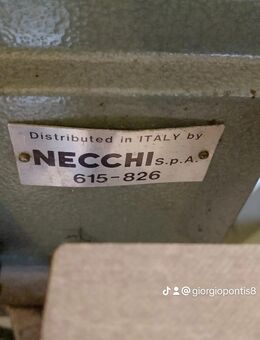 Distributed in ITALY by
NECCHI S.p.A.
615-826
@giorgiopontis8